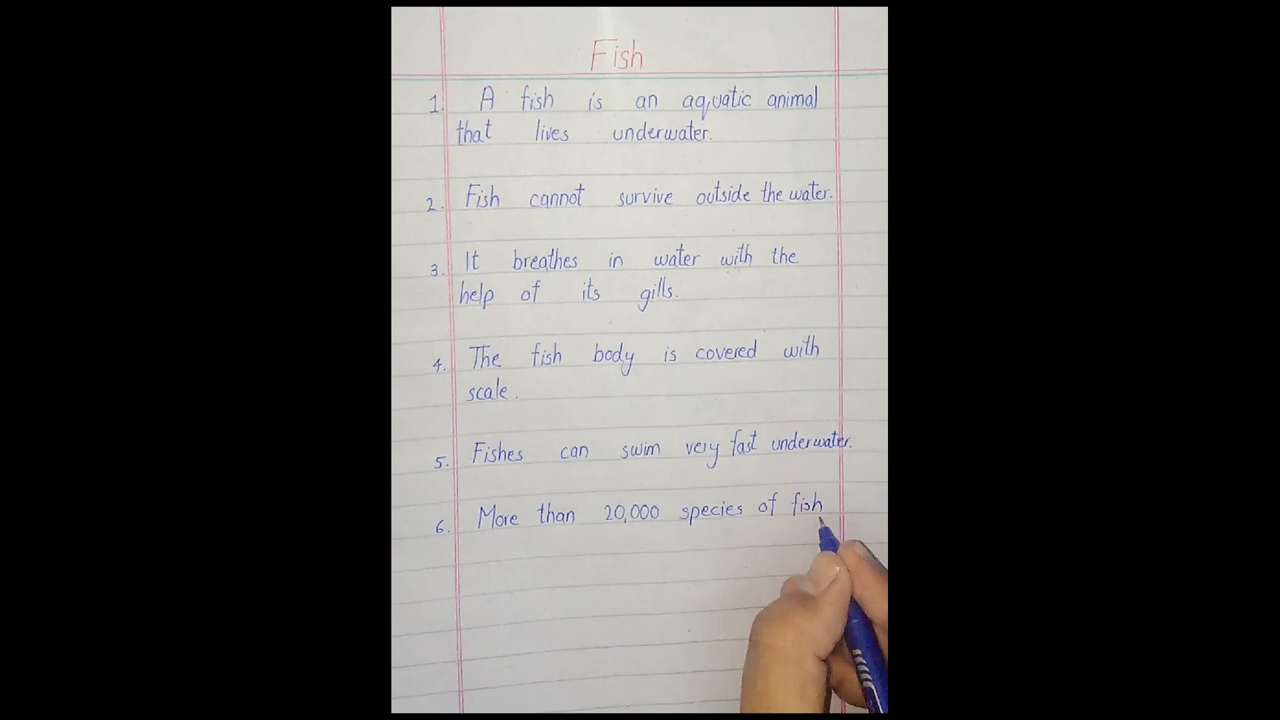 Fish
1. A fish is an aquatic animal
that lives underwater.
2. Fish cannot survive outside the water.
3. It breathes in water with the
help of its gills.
4. The fish body is covered with
scale.
5. Fishes can swim very fast underwater.
6. More than 20,000 species of fish